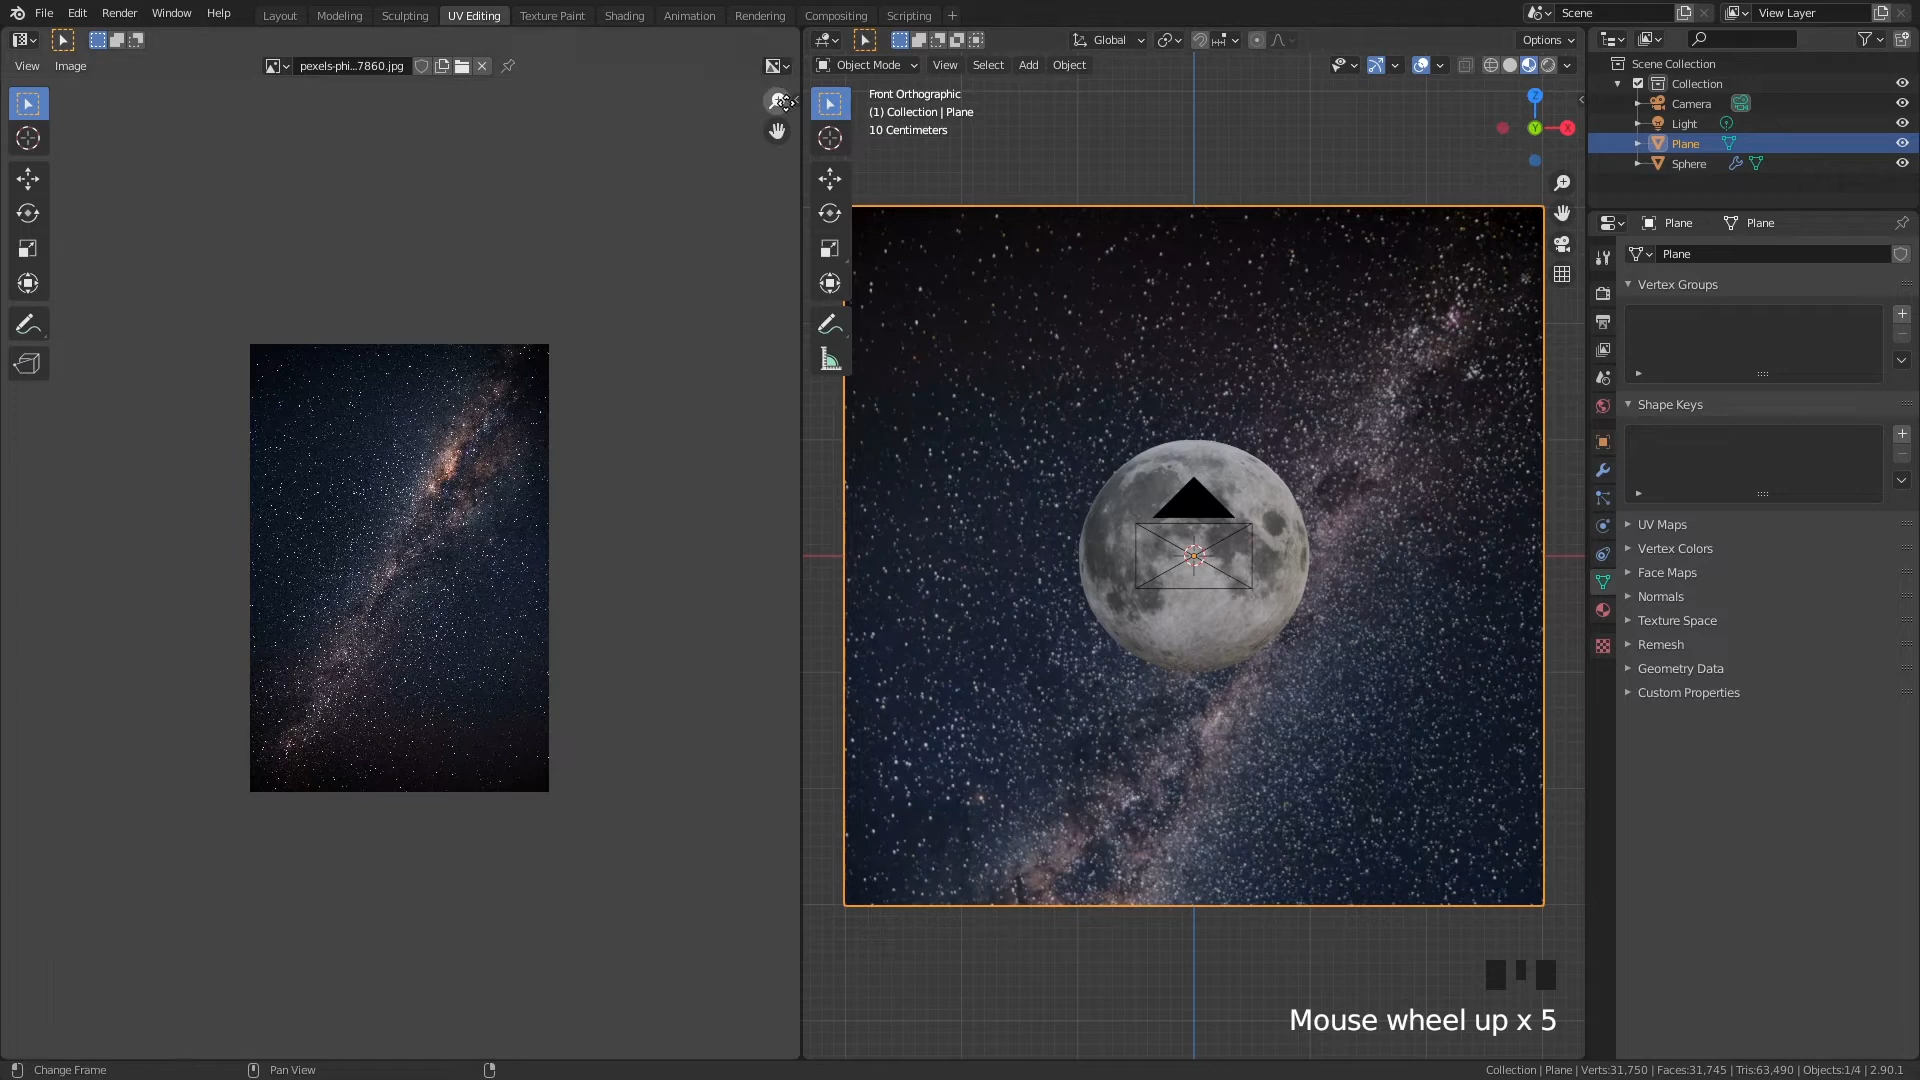 File Edit Render Window Help Layout Modeling Sculpting UV Editing Texture Paint Shading Animation Rendering Compositing Scripting + Scene View Layer
Global Options
View Image pexels-phi...7860.jpg Object Mode View Select Add Object
Front Orthographic
(1) Collection | Plane
10 Centimeters
Z
Y
X
Scene Collection
Collection
Camera
Light
Plane
Sphere
Plane Plane
Plane
Vertex Groups
Shape Keys
UV Maps
Vertex Colors
Face Maps
Normals
Texture Space
Remesh
Geometry Data
Custom Properties
Mouse wheel up x 5
Change Frame Pan View Collection | Plane | Verts:31,750 | Faces:31,745 | Tris:63,490 | Objects:1/4 | 2.90.1